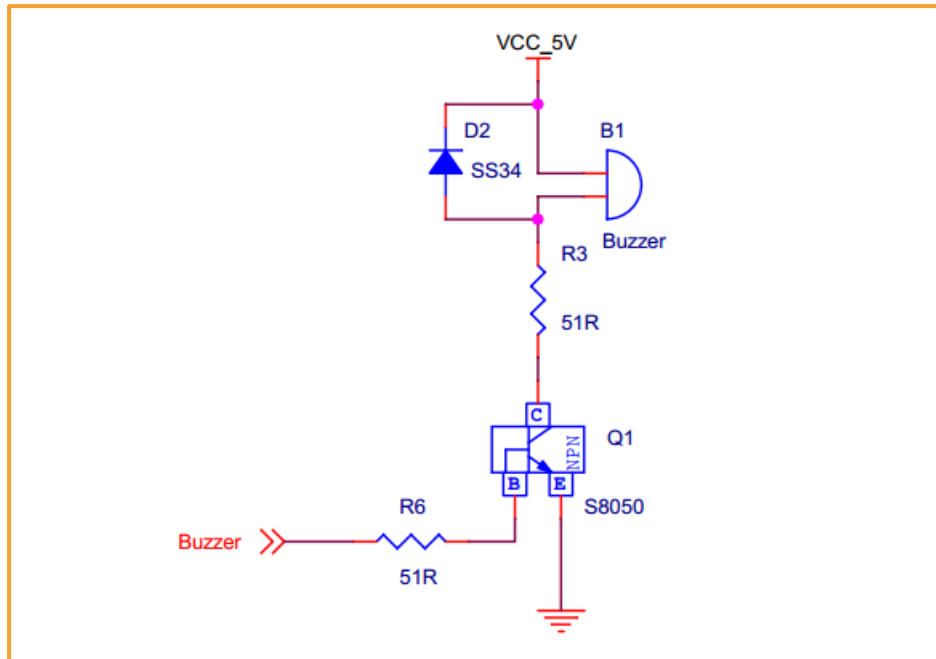 VCC_5V
D2
B1
SS34
Buzzer
R3
51R
C
Q1
NPN
B
E
S8050
R6
Buzzer
51R